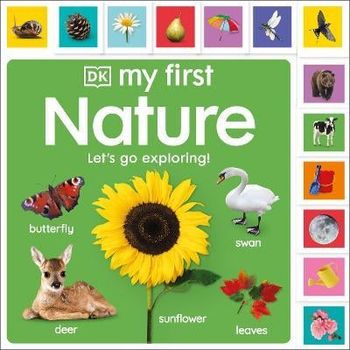 DK my first
Nature
Let's go exploring!
butterfly
swan
deer
sunflower
leaves